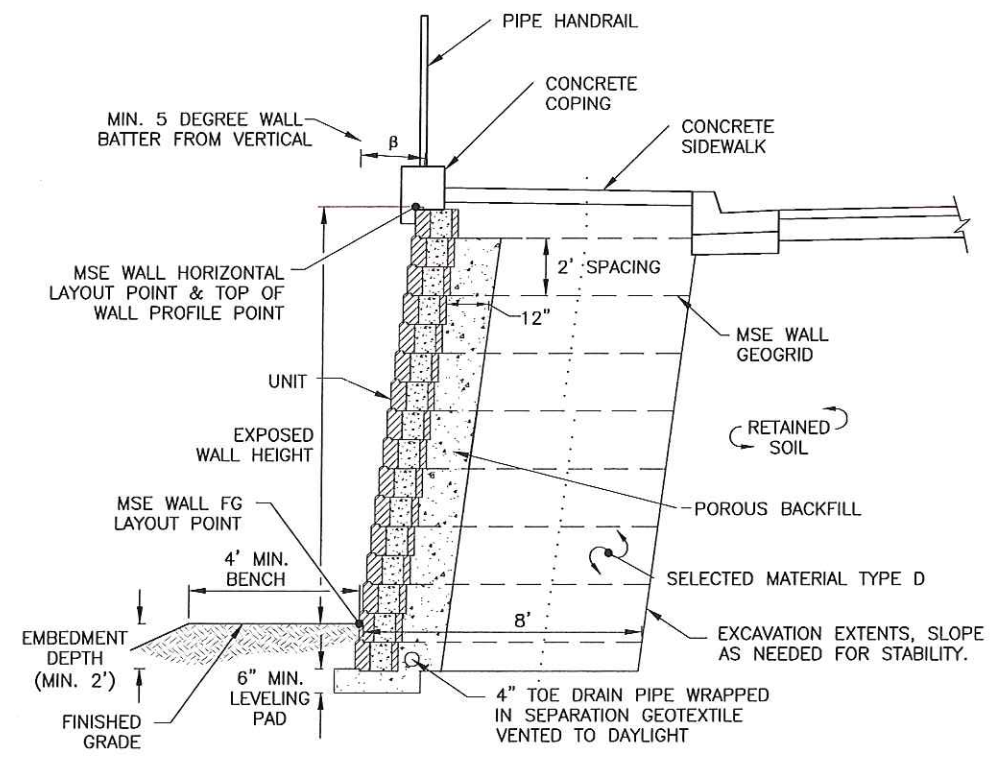 PIPE HANDRAIL
CONCRETE
COPING
MIN. 5 DEGREE WALL
BATTER FROM VERTICAL
β
CONCRETE
SIDEWALK
MSE WALL HORIZONTAL
LAYOUT POINT & TOP OF
WALL PROFILE POINT
2' SPACING
12"
MSE WALL
GEOGRID
UNIT
EXPOSED
WALL HEIGHT
RETAINED
SOIL
MSE WALL FG
LAYOUT POINT
POROUS BACKFILL
4' MIN.
BENCH
SELECTED MATERIAL TYPE D
8'
EMBEDMENT
DEPTH
(MIN. 2')
EXCAVATION EXTENTS, SLOPE
AS NEEDED FOR STABILITY.
6" MIN.
LEVELING
PAD
4" TOE DRAIN PIPE WRAPPED
IN SEPARATION GEOTEXTILE
VENTED TO DAYLIGHT
FINISHED
GRADE